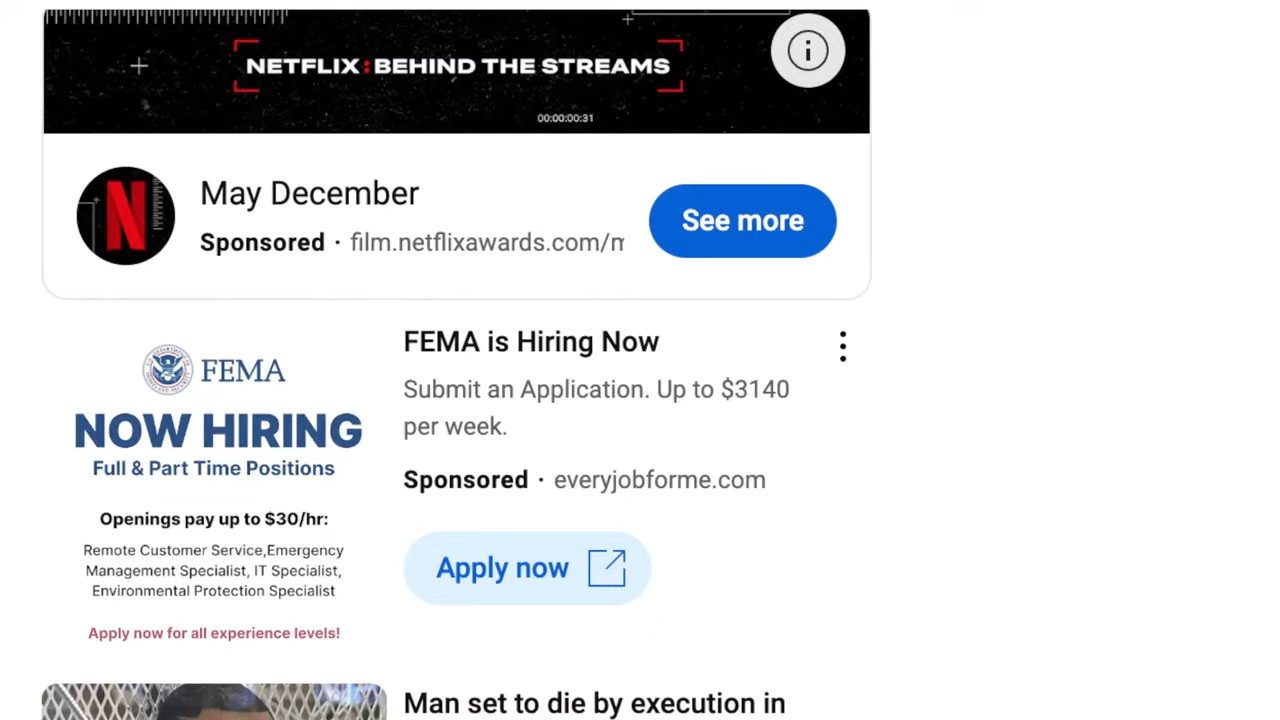 NETFLIX:BEHIND THE STREAMS
00:00:00:31
N
May December
Sponsored · film.netflixawards.com/m
See more
FEMA
NOW HIRING
Full & Part Time Positions
Openings pay up to $30/hr:
Remote Customer Service,Emergency
Management Specialist, IT Specialist,
Environmental Protection Specialist
Apply now for all experience levels!
FEMA is Hiring Now
Submit an Application. Up to $3140
per week.
Sponsored · everyjobforme.com
Apply now
Man set to die by execution in